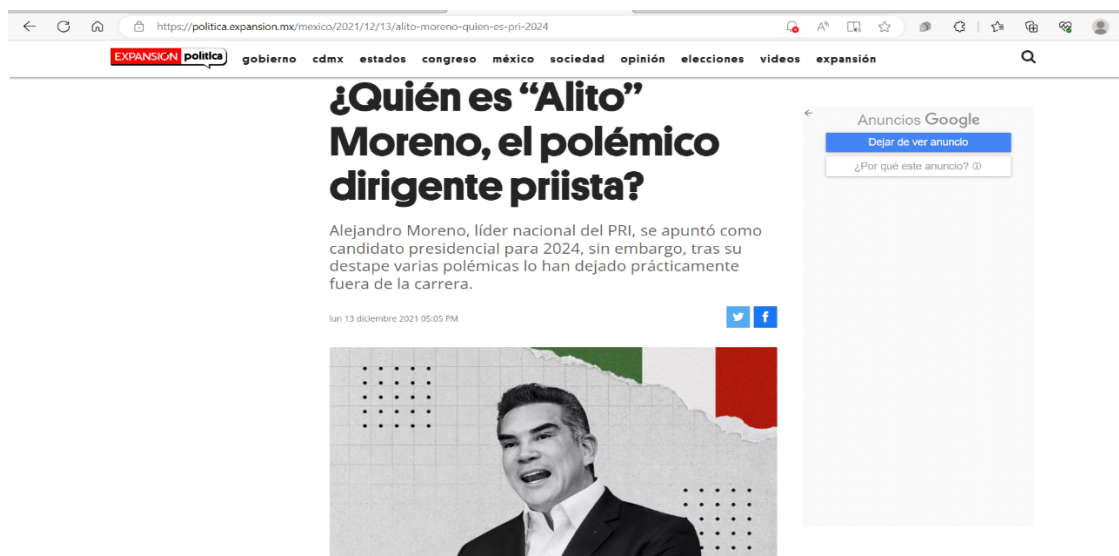 https://politica.expansion.mx/mexico/2021/12/13/alito-moreno-quien-es-pri-2024
EXPANSIÓN política gobierno cdmx estados congreso méxico sociedad opinión elecciones videos expansión
¿Quién es “Alito”
Moreno, el polémico
dirigente priista?
Alejandro Moreno, líder nacional del PRI, se apuntó como
candidato presidencial para 2024, sin embargo, tras su
destape varias polémicas lo han dejado prácticamente
fuera de la carrera.
lun 13 diciembre 2021 05:05 PM
Anuncios Google
Dejar de ver anuncio
¿Por qué este anuncio?